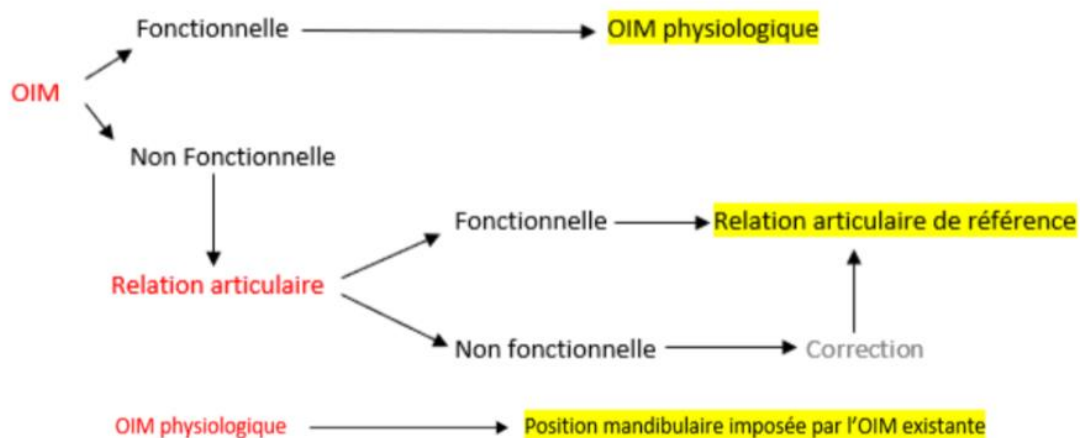 Fonctionnelle
OIM physiologique
OIM
Non Fonctionnelle
Fonctionnelle
Relation articulaire de référence
Relation articulaire
Non fonctionnelle
Correction
OIM physiologique
Position mandibulaire imposée par l'OIM existante